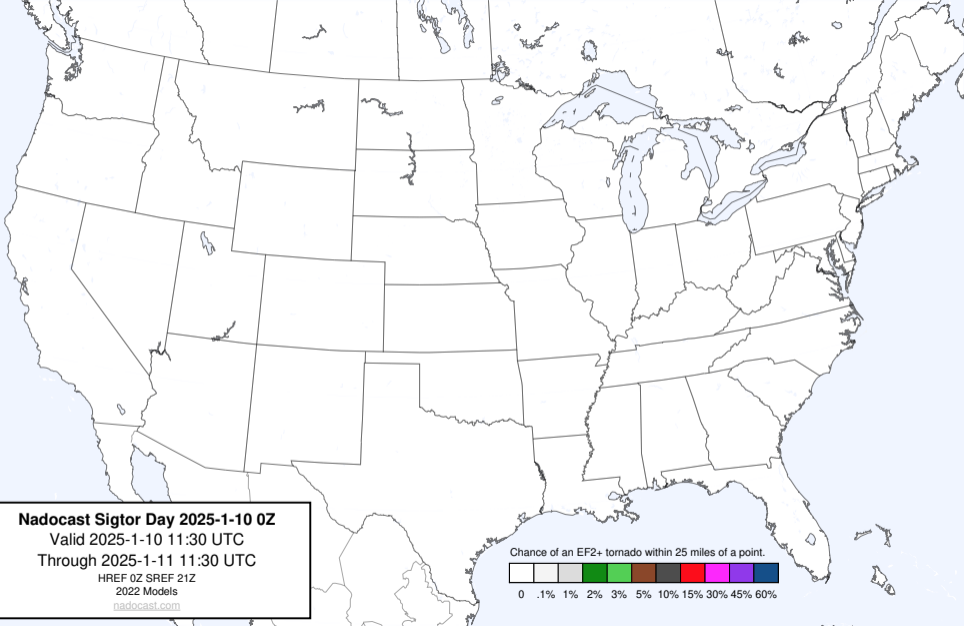 Nadocast Sigtor Day 2025-1-10 0Z
Valid 2025-1-10 11:30 UTC
Through 2025-1-11 11:30 UTC
HREF 0Z SREF 21Z
2022 Models
nadocast.com
Chance of an EF2+ tornado within 25 miles of a point.
0 .1% 1% 2% 3% 5% 10% 15% 30% 45% 60%